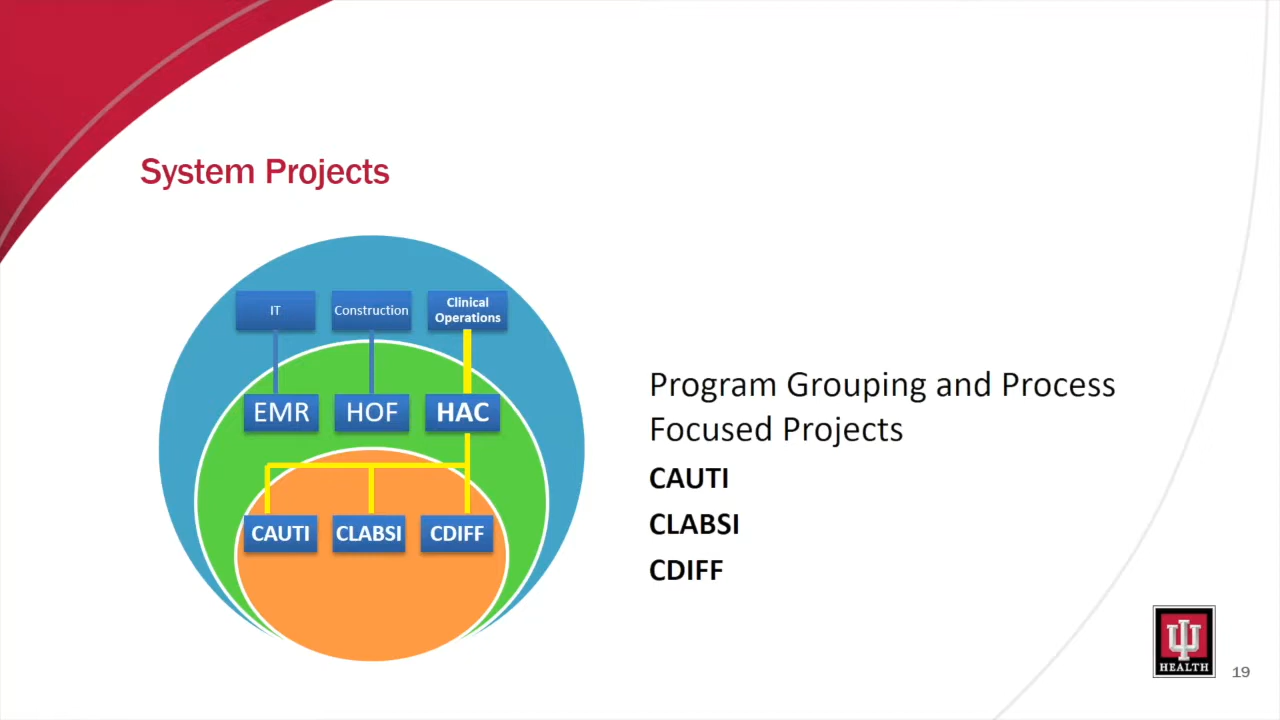 System Projects
IT
Construction
Clinical
Operations
EMR
HOF
HAC
CAUTI
CLABSI
CDIFF
Program Grouping and Process
Focused Projects
CAUTI
CLABSI
CDIFF
HEALTH
19